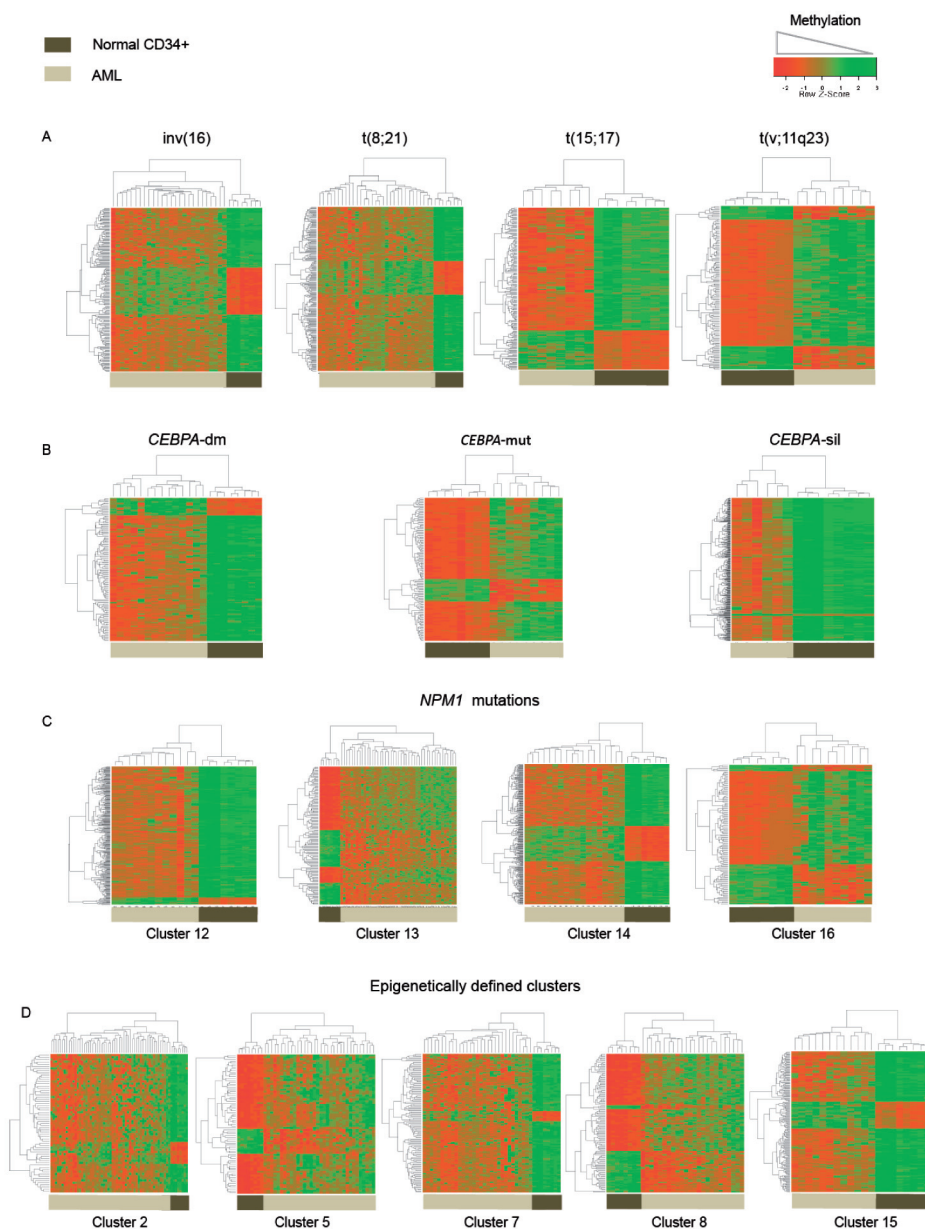 Methylation
Normal CD34+
AML
-2 -1 0 1 2 3
Row Z-Score
A
inv(16) t(8;21) t(15;17) t(v;11q23)
B
CEBPA-dm CEBPA-mut CEBPA-sil
C
NPM1 mutations
Cluster 12 Cluster 13 Cluster 14 Cluster 16
Epigenetically defined clusters
D
Cluster 2 Cluster 5 Cluster 7 Cluster 8 Cluster 15